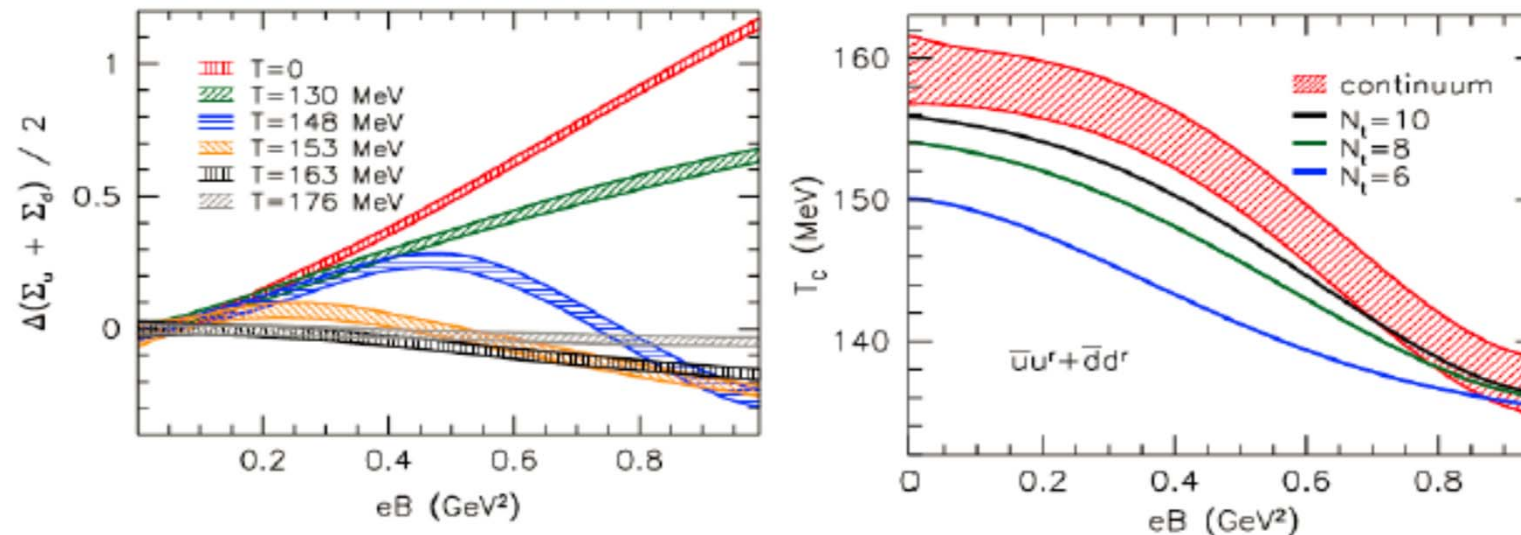 Δ(Σu + Σd) / 2
1
0.5
0
T=0
T=130 MeV
T=148 MeV
T=153 MeV
T=163 MeV
T=176 MeV
0.2 0.4 0.6 0.8
eB (GeV²)
Tc (MeV)
160
150
140
continuum
Nt=10
Nt=8
Nt=6
ūuʳ+d̄dʳ
0 0.2 0.4 0.6 0.8
eB (GeV²)